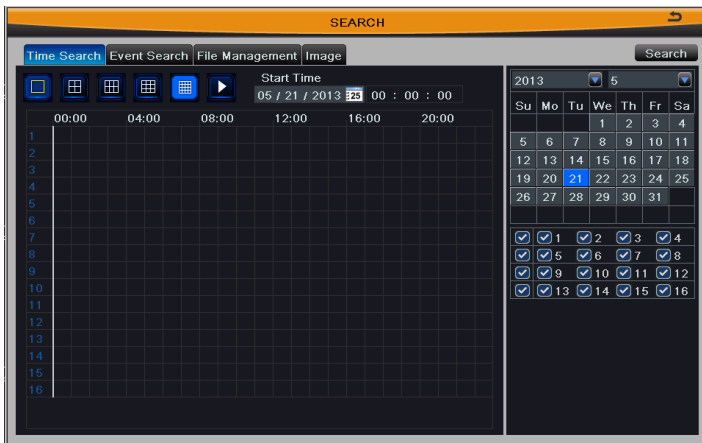 SEARCH
Time Search Event Search File Management Image Search
Start Time
05 / 21 / 2013 25 00 : 00 : 00
00:00 04:00 08:00 12:00 16:00 20:00
1
2
3
4
5
6
7
8
9
10
11
12
13
14
15
16
2013 5
Su Mo Tu We Th Fr Sa
1 2 3 4
5 6 7 8 9 10 11
12 13 14 15 16 17 18
19 20 21 22 23 24 25
26 27 28 29 30 31
1 2 3 4
5 6 7 8
9 10 11 12
13 14 15 16